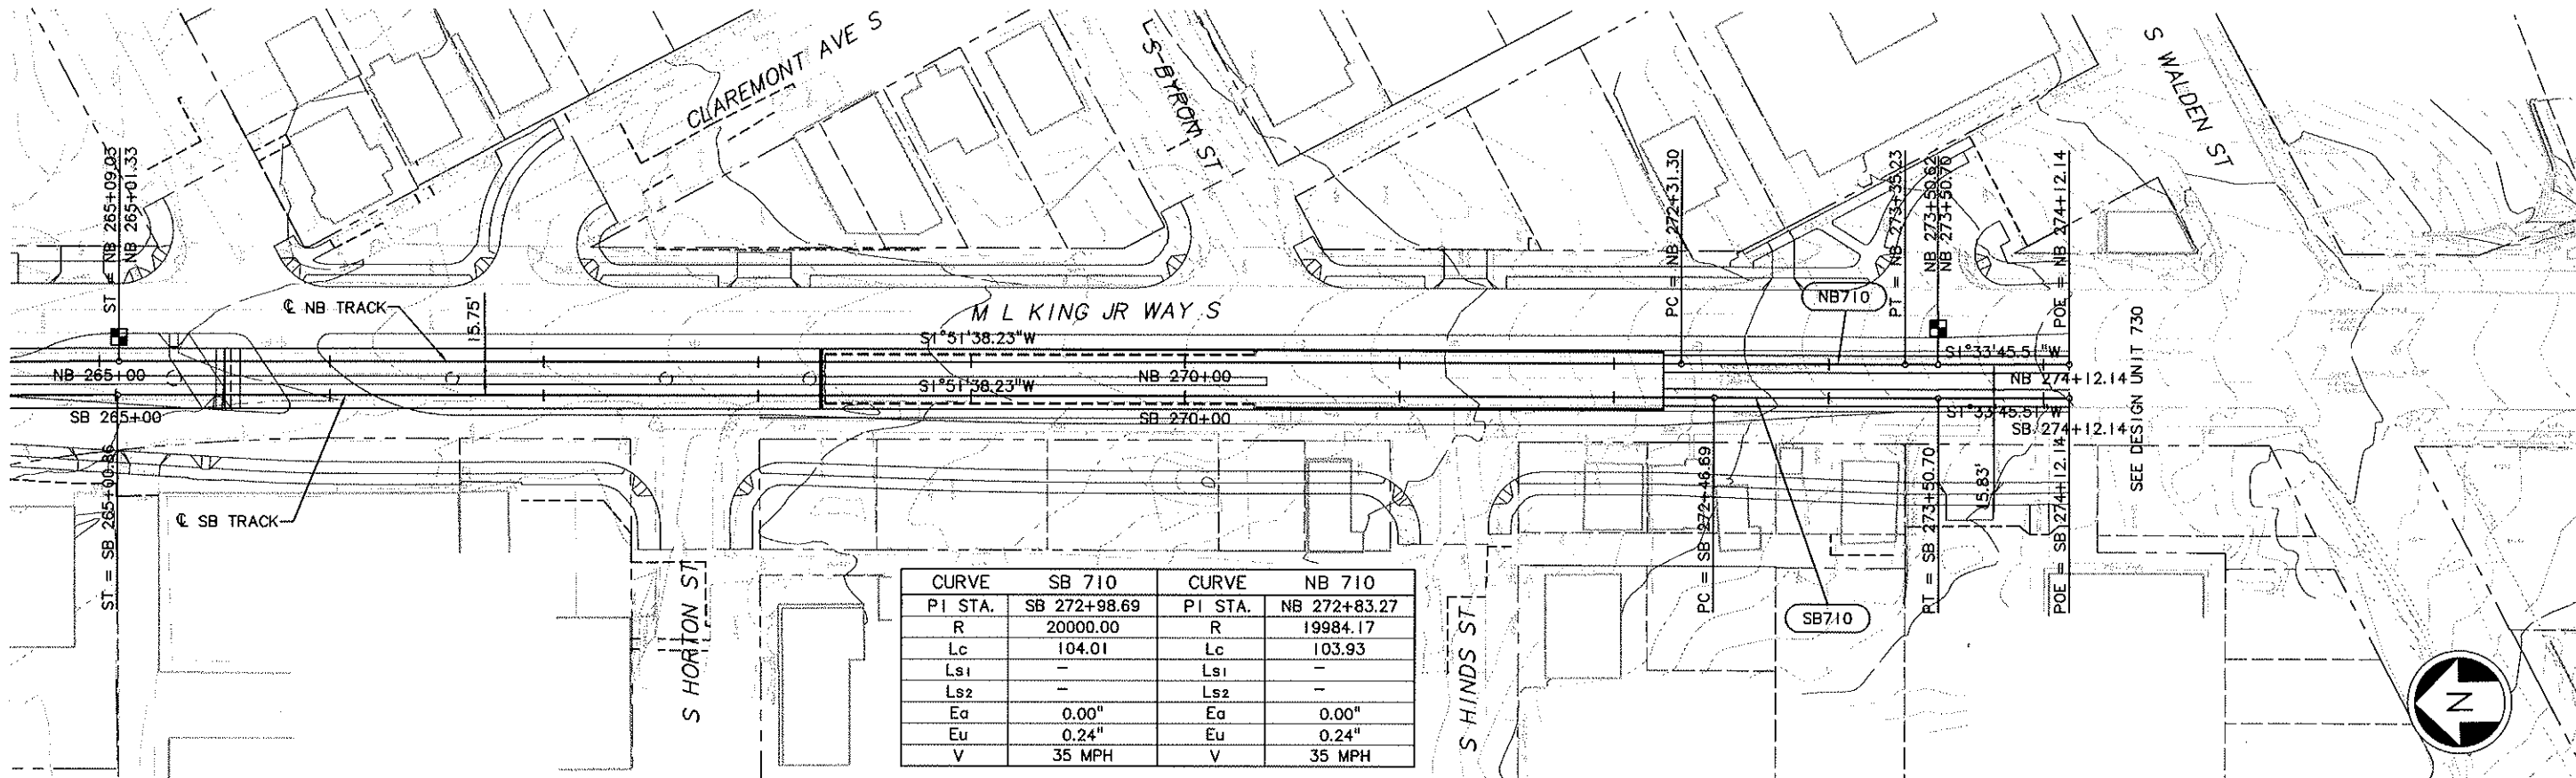 CLAREMONT AVE S
S BYRON ST
S WALDEN ST
ST = NB 265+09.03
NB 265+01.33
PC = NB 272+31.30
PT = NB 273+35.23
NB 273+50.62
NB 273+50.70
POE = NB 274+12.14
℄ NB TRACK
15.75'
M L KING JR WAY S
NB710
S1°51'38.23"W
S1°33'45.51"W
NB 265+00
S1°51'38.23"W
NB 270+00
NB 274+12.14
SB 265+00
SB 270+00
S1°33'45.51"W
SB 274+12.14
SEE DESIGN UNIT 730
℄ SB TRACK
ST = SB 265+00.86
PC = SB 272+46.69
PT = SB 273+50.70
15.83'
POE = SB 274+12.14
SB710
S HORTON ST
S HINDS ST
CURVE SB 710 CURVE NB 710
PI STA. SB 272+98.69 PI STA. NB 272+83.27
R 20000.00 R 19984.17
Lc 104.01 Lc 103.93
Ls1 - Ls1 -
Ls2 - Ls2 -
Ea 0.00" Ea 0.00"
Eu 0.24" Eu 0.24"
V 35 MPH V 35 MPH
N